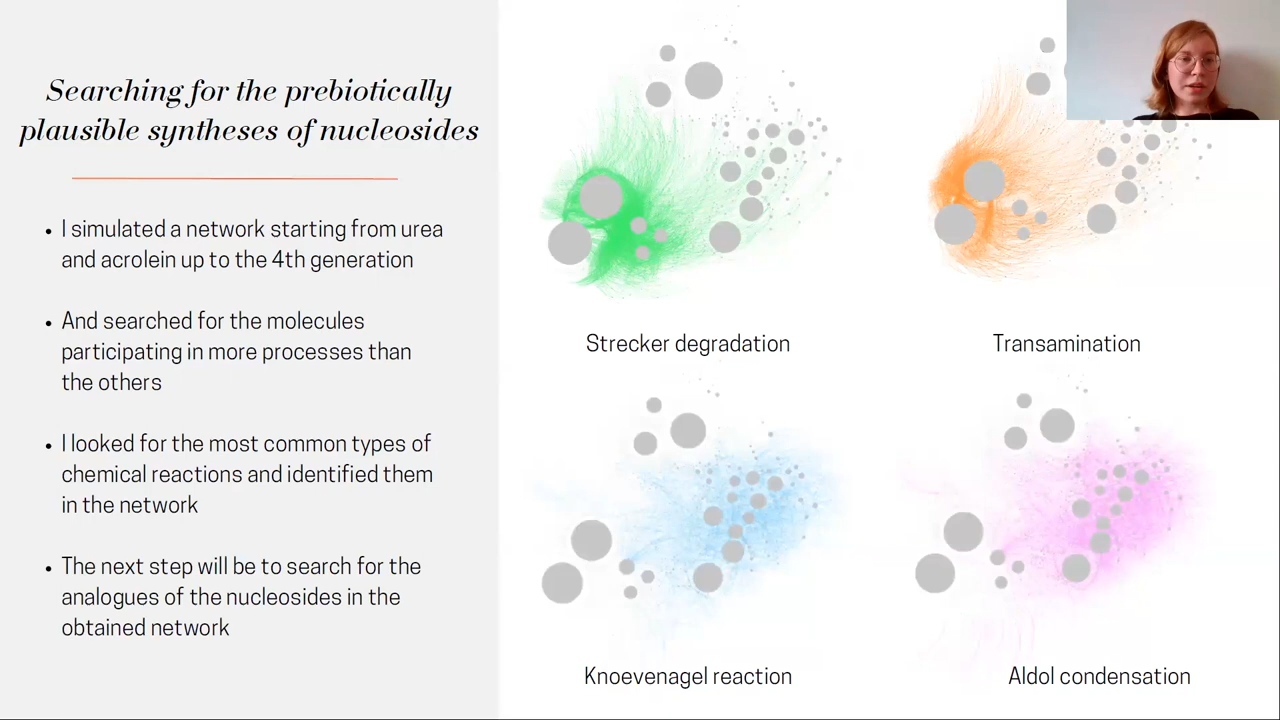 Searching for the prebiotically
plausible syntheses of nucleosides
• I simulated a network starting from urea
and acrolein up to the 4th generation
• And searched for the molecules
participating in more processes than
the others
• I looked for the most common types of
chemical reactions and identified them
in the network
• The next step will be to search for the
analogues of the nucleosides in the
obtained network
Strecker degradation
Transamination
Knoevenagel reaction
Aldol condensation